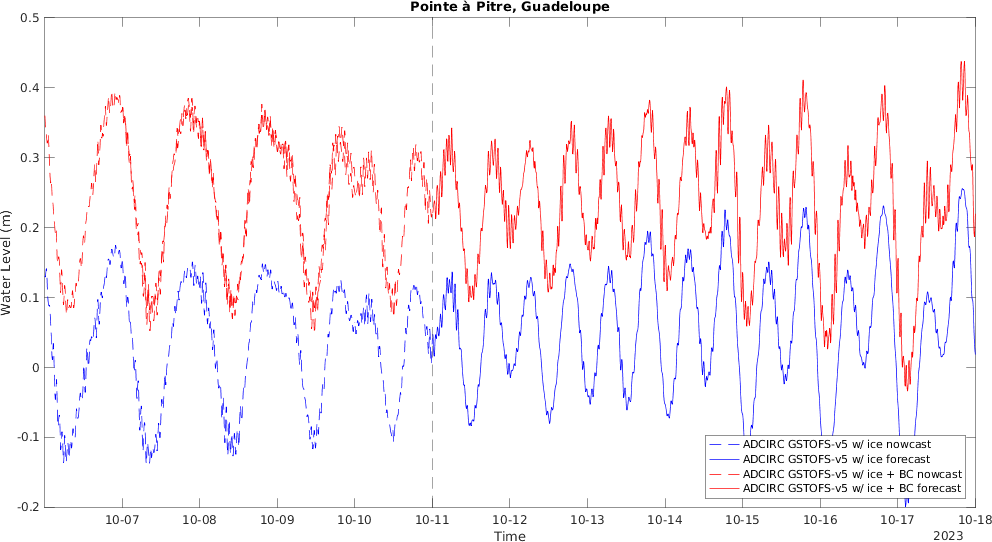 Pointe à Pitre, Guadeloupe
0.5
0.4
0.3
0.2
0.1
0
-0.1
-0.2
Water Level (m)
ADCIRC GSTOFS-v5 w/ ice nowcast
ADCIRC GSTOFS-v5 w/ ice forecast
ADCIRC GSTOFS-v5 w/ ice + BC nowcast
ADCIRC GSTOFS-v5 w/ ice + BC forecast
10-07 10-08 10-09 10-10 10-11 10-12 10-13 10-14 10-15 10-16 10-17 10-18
Time
2023